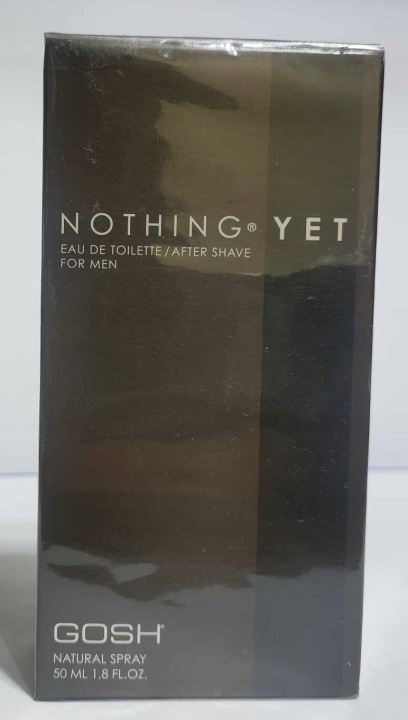 NOTHING® YET
EAU DE TOILETTE/AFTER SHAVE
FOR MEN
GOSH®
NATURAL SPRAY
50 ML 1,8 FL.OZ.